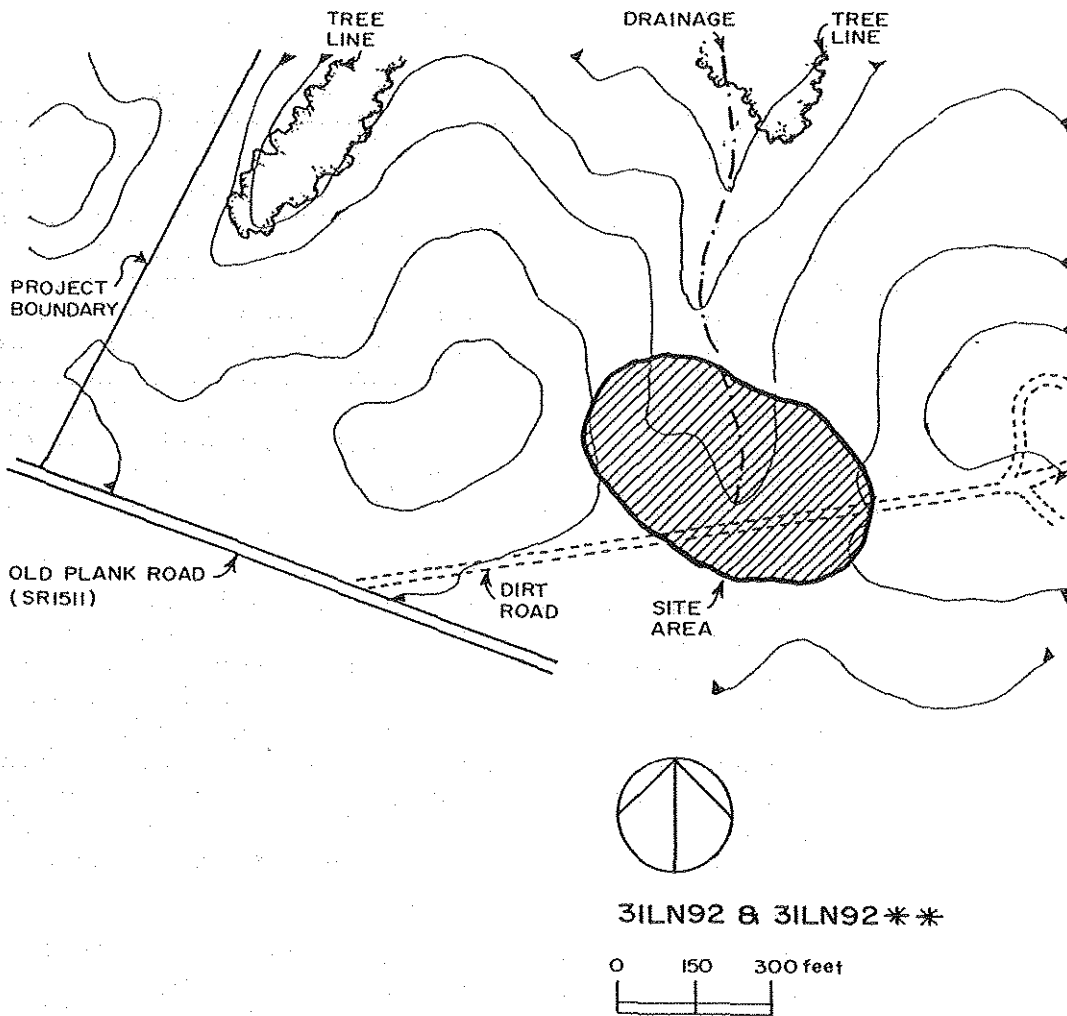 TREE
LINE
DRAINAGE
TREE
LINE
PROJECT
BOUNDARY
OLD PLANK ROAD
(SR1511)
DIRT
ROAD
SITE
AREA
31LN92 & 31LN92**
0 150 300 feet